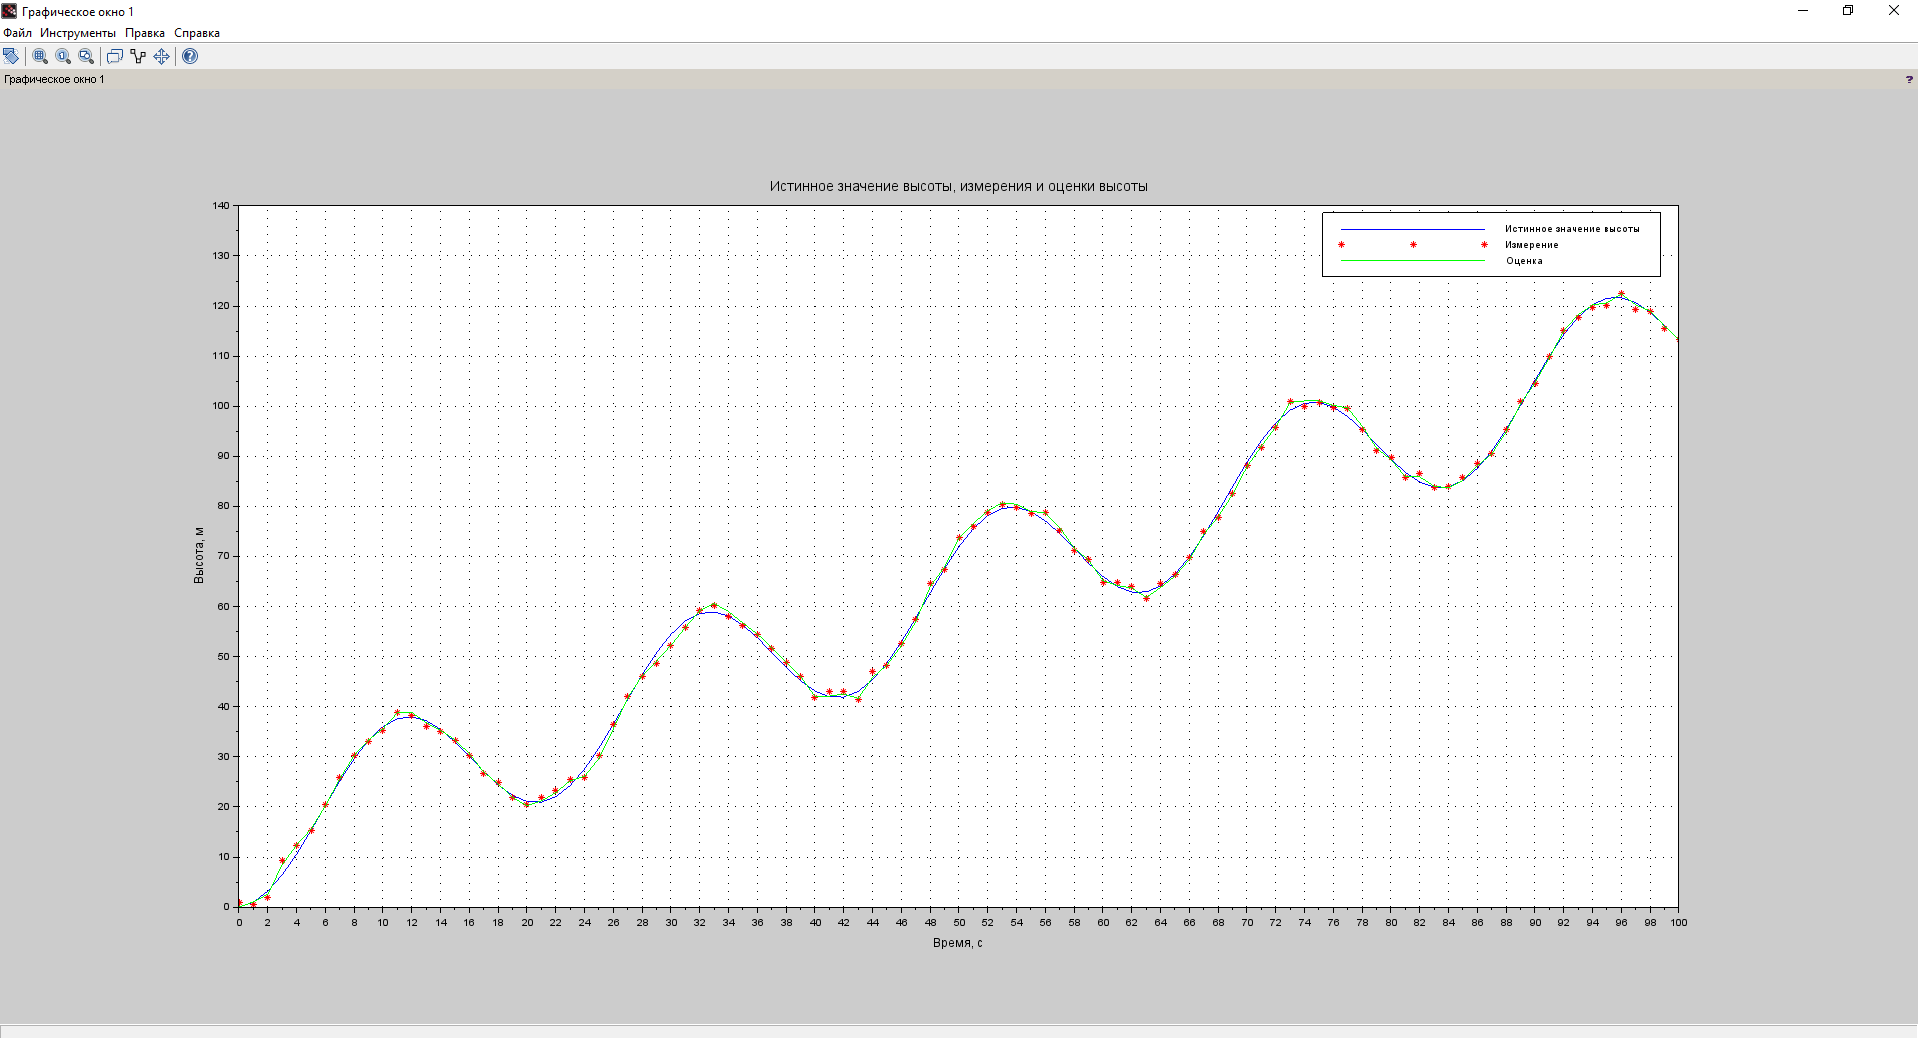 Графическое окно 1
Файл Инструменты Правка Справка
Графическое окно 1
?
Истинное значение высоты, измерения и оценки высоты
Истинное значение высоты
Измерение
Оценка
140
130
120
110
100
90
80
70
60
50
40
30
20
10
0
Высота, м
0 2 4 6 8 10 12 14 16 18 20 22 24 26 28 30 32 34 36 38 40 42 44 46 48 50 52 54 56 58 60 62 64 66 68 70 72 74 76 78 80 82 84 86 88 90 92 94 96 98 100
Время, с